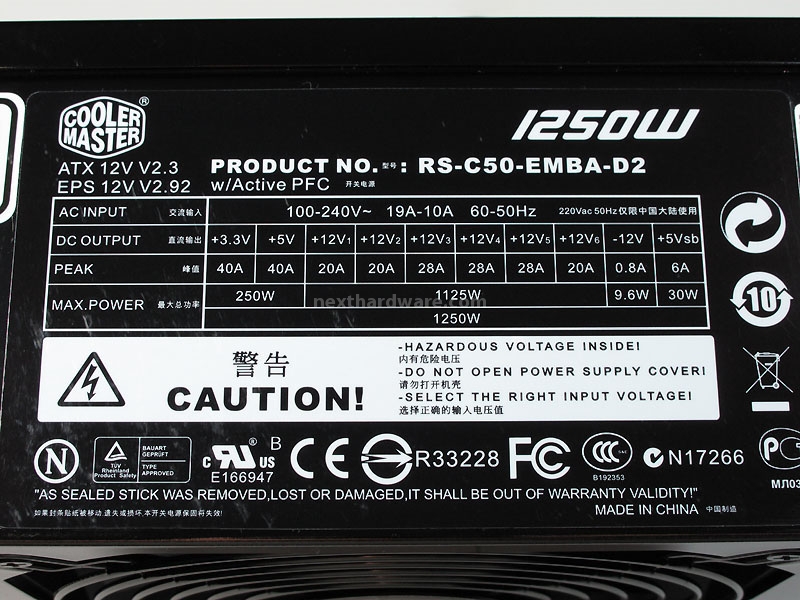 COOLER MASTER ®
1250W
ATX 12V V2.3
EPS 12V V2.92
PRODUCT NO. 型号: : RS-C50-EMBA-D2
w/Active PFC 开关电源
AC INPUT 交流输入 100-240V~ 19A-10A 60-50Hz 220Vac 50Hz仅限中国大陆使用
DC OUTPUT 直流输出 +3.3V +5V +12V1 +12V2 +12V3 +12V4 +12V5 +12V6 -12V +5Vsb
PEAK 峰值 40A 40A 20A 20A 28A 28A 28A 20A 0.8A 6A
MAX.POWER 最大总功率 250W 1125W 9.6W 30W
1250W
nexthardware.com
警告
CAUTION!
-HAZARDOUS VOLTAGE INSIDE!
内有危险电压
-DO NOT OPEN POWER SUPPLY COVER!
请勿打开机壳
-SELECT THE RIGHT INPUT VOLTAGE!
选择正确的输入电压值
10
N
TÜV Rheinland Product Safety
BAUART GEPRÜFT
TYPE APPROVED
c RU ® US
E166947
B
CE
R33228
FC
CCC S&E
B192353
N17266
"AS SEALED STICK WAS REMOVED,LOST OR DAMAGED,IT SHALL BE OUT OF WARRANTY VALIDITY!"
如果封条贴纸被移动,遗失或损坏,本开关电源保固将失效!
MADE IN CHINA 中国制造